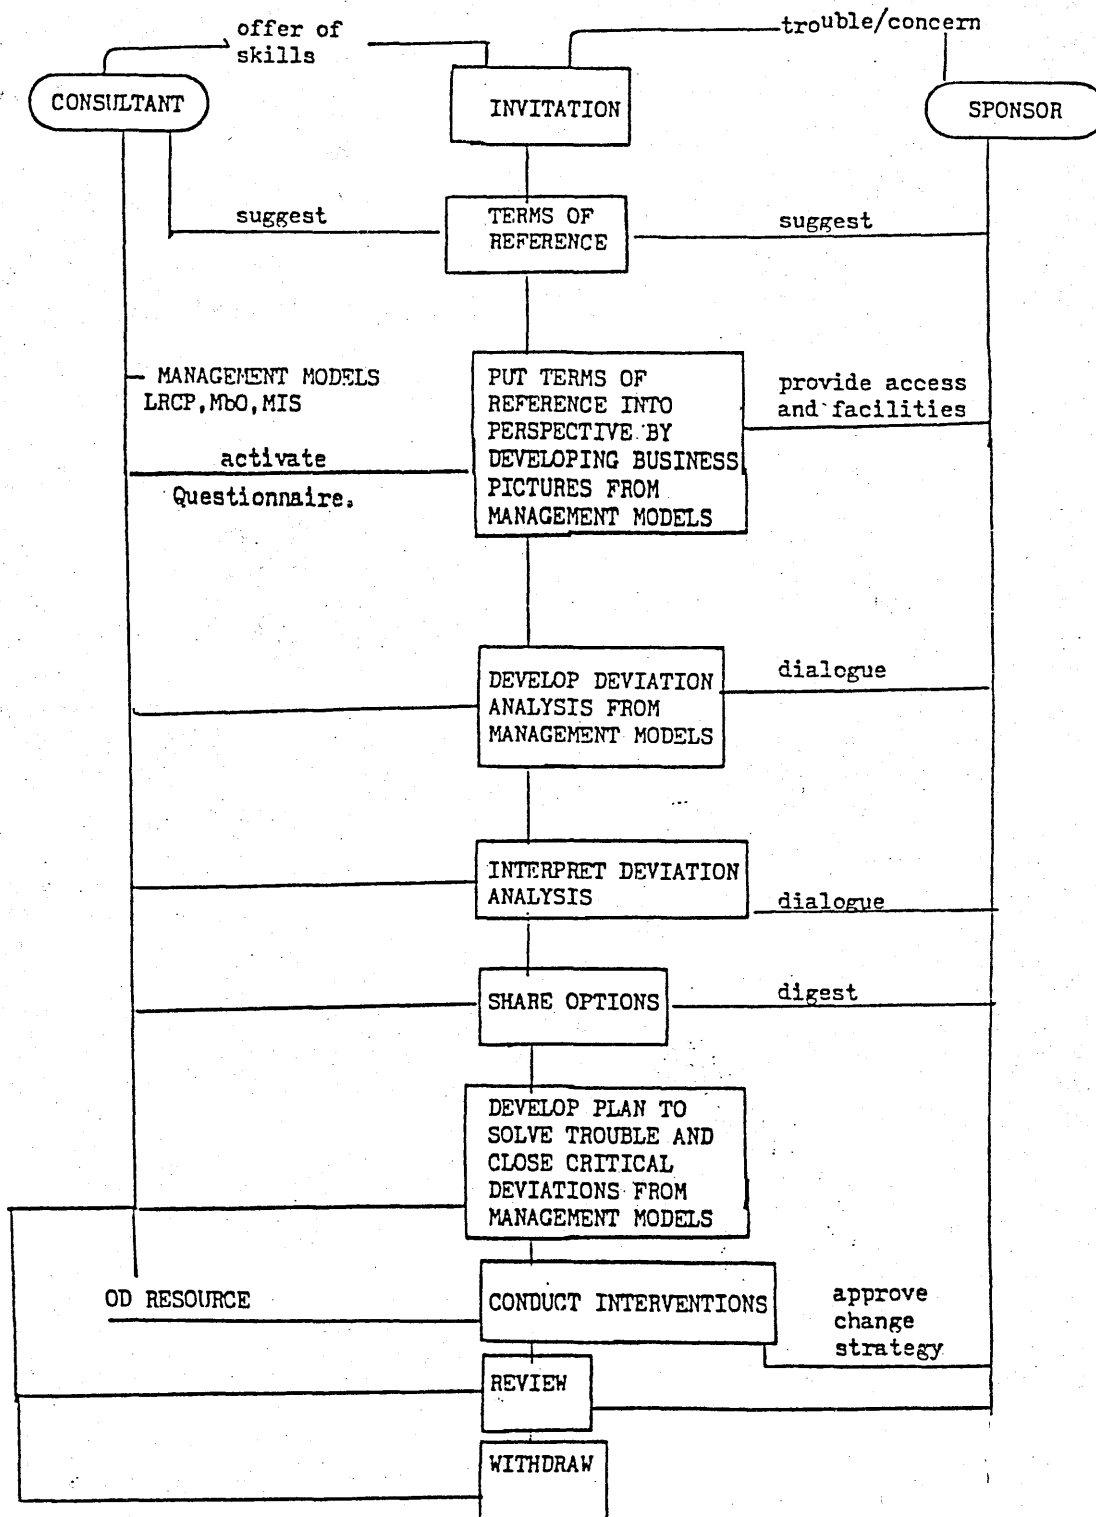 offer of
skills
trouble/concern
CONSULTANT
INVITATION
SPONSOR
suggest
TERMS OF
REFERENCE
suggest
MANAGEMENT MODELS
LRCP, MbO, MIS
activate
Questionnaire.
PUT TERMS OF
REFERENCE INTO
PERSPECTIVE BY
DEVELOPING BUSINESS
PICTURES FROM
MANAGEMENT MODELS
provide access
and facilities
DEVELOP DEVIATION
ANALYSIS FROM
MANAGEMENT MODELS
dialogue
INTERPRET DEVIATION
ANALYSIS
dialogue
SHARE OPTIONS
digest
DEVELOP PLAN TO
SOLVE TROUBLE AND
CLOSE CRITICAL
DEVIATIONS FROM
MANAGEMENT MODELS
OD RESOURCE
CONDUCT INTERVENTIONS
approve
change
strategy
REVIEW
WITHDRAW